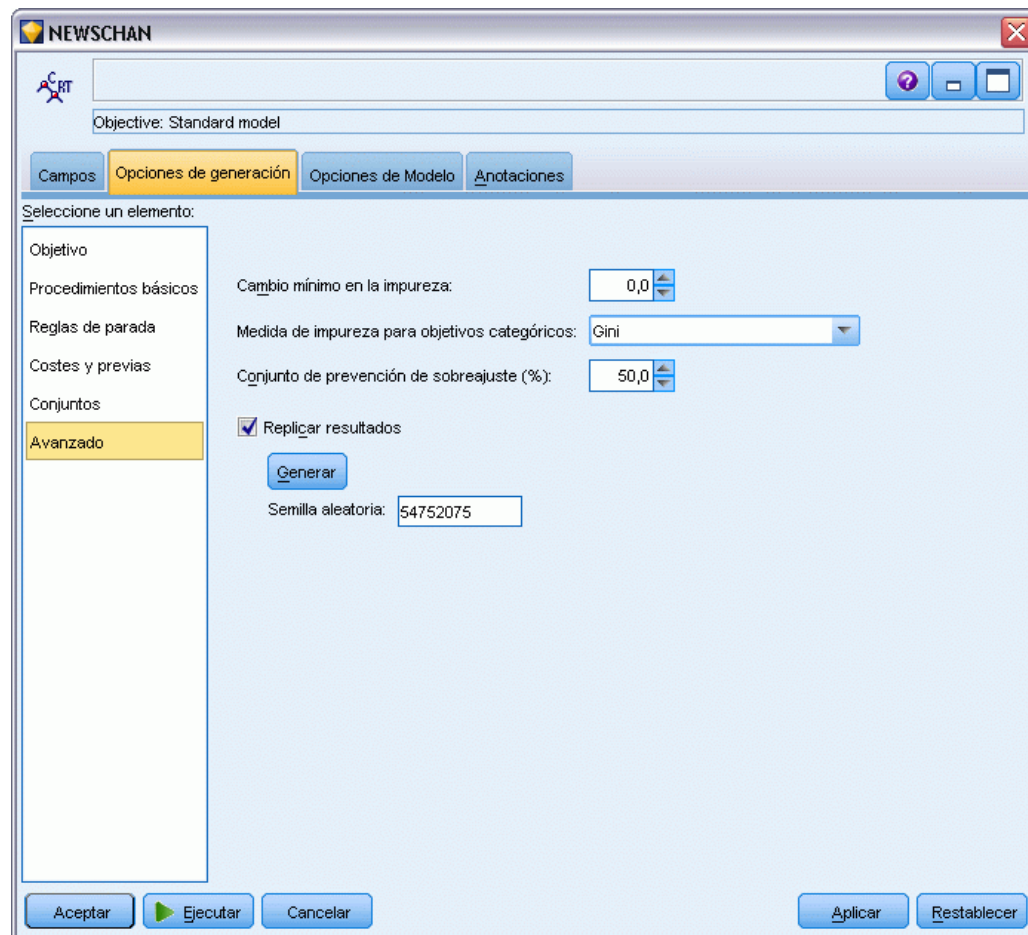 NEWSCHAN
C RT
Objective: Standard model
Campos Opciones de generación Opciones de Modelo Anotaciones
Seleccione un elemento:
Objetivo
Procedimientos básicos
Reglas de parada
Costes y previas
Conjuntos
Avanzado
Cambio mínimo en la impureza: 0,0
Medida de impureza para objetivos categóricos: Gini
Conjunto de prevención de sobreajuste (%): 50,0
Replicar resultados
Generar
Semilla aleatoria: 54752075
Aceptar Ejecutar Cancelar Aplicar Restablecer